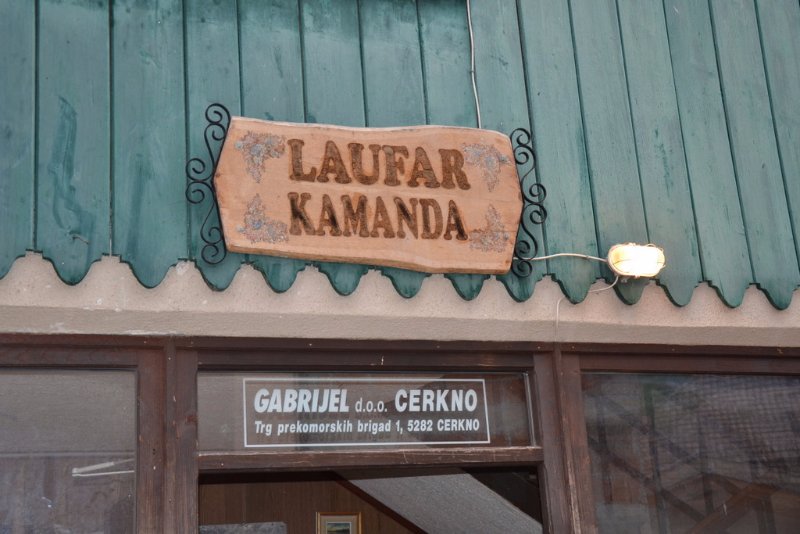 LAUFAR
KAMANDA
GABRIJEL d.o.o. CERKNO
Trg prekomorskih brigad 1, 5282 CERKNO